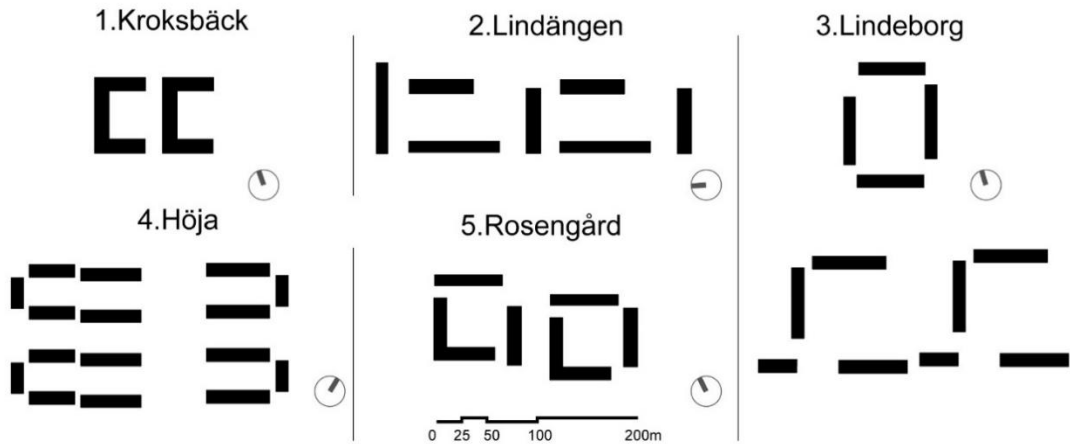 1.Kroksbäck
2.Lindängen
3.Lindeborg
4.Höja
5.Rosengård
0 25 50 100 200m